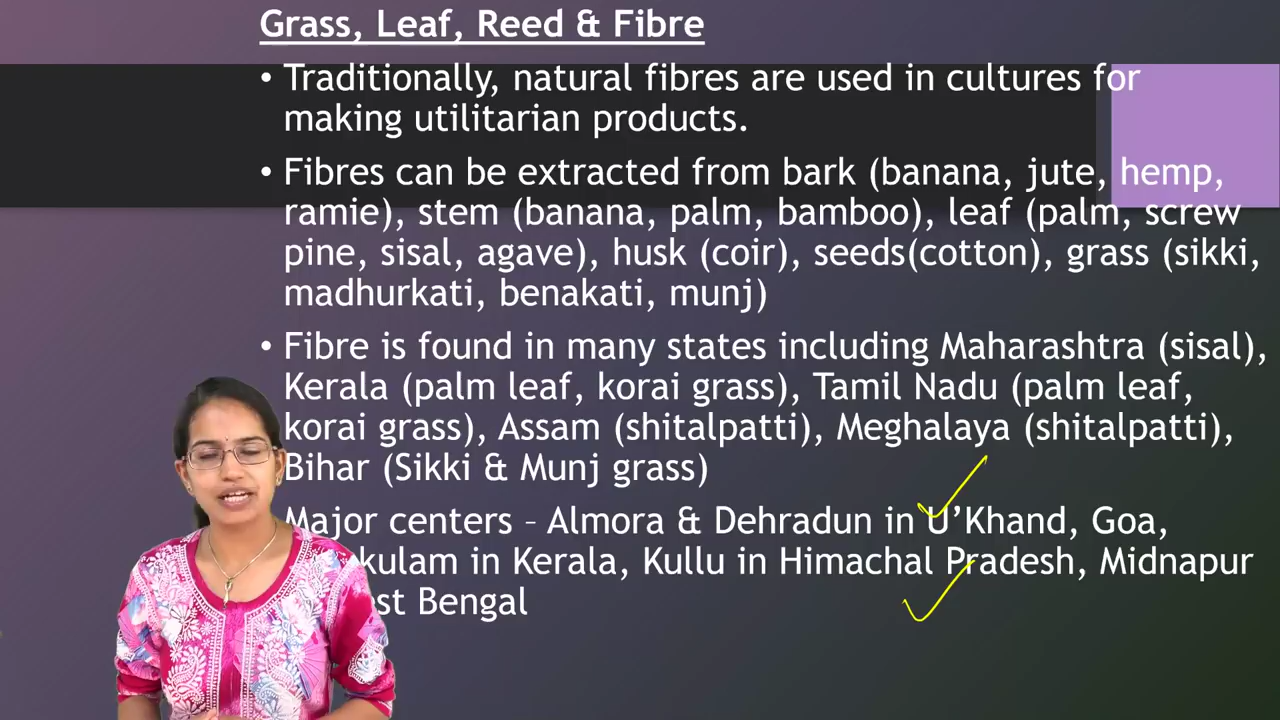 Grass, Leaf, Reed & Fibre
• Traditionally, natural fibres are used in cultures for
making utilitarian products.
• Fibres can be extracted from bark (banana, jute, hemp,
ramie), stem (banana, palm, bamboo), leaf (palm, screw
pine, sisal, agave), husk (coir), seeds(cotton), grass (sikki,
madhurkati, benakati, munj)
• Fibre is found in many states including Maharashtra (sisal),
Kerala (palm leaf, korai grass), Tamil Nadu (palm leaf,
korai grass), Assam (shitalpatti), Meghalaya (shitalpatti),
Bihar (Sikki & Munj grass)
Major centers – Almora & Dehradun in U'Khand, Goa,
kulam in Kerala, Kullu in Himachal Pradesh, Midnapur
st Bengal